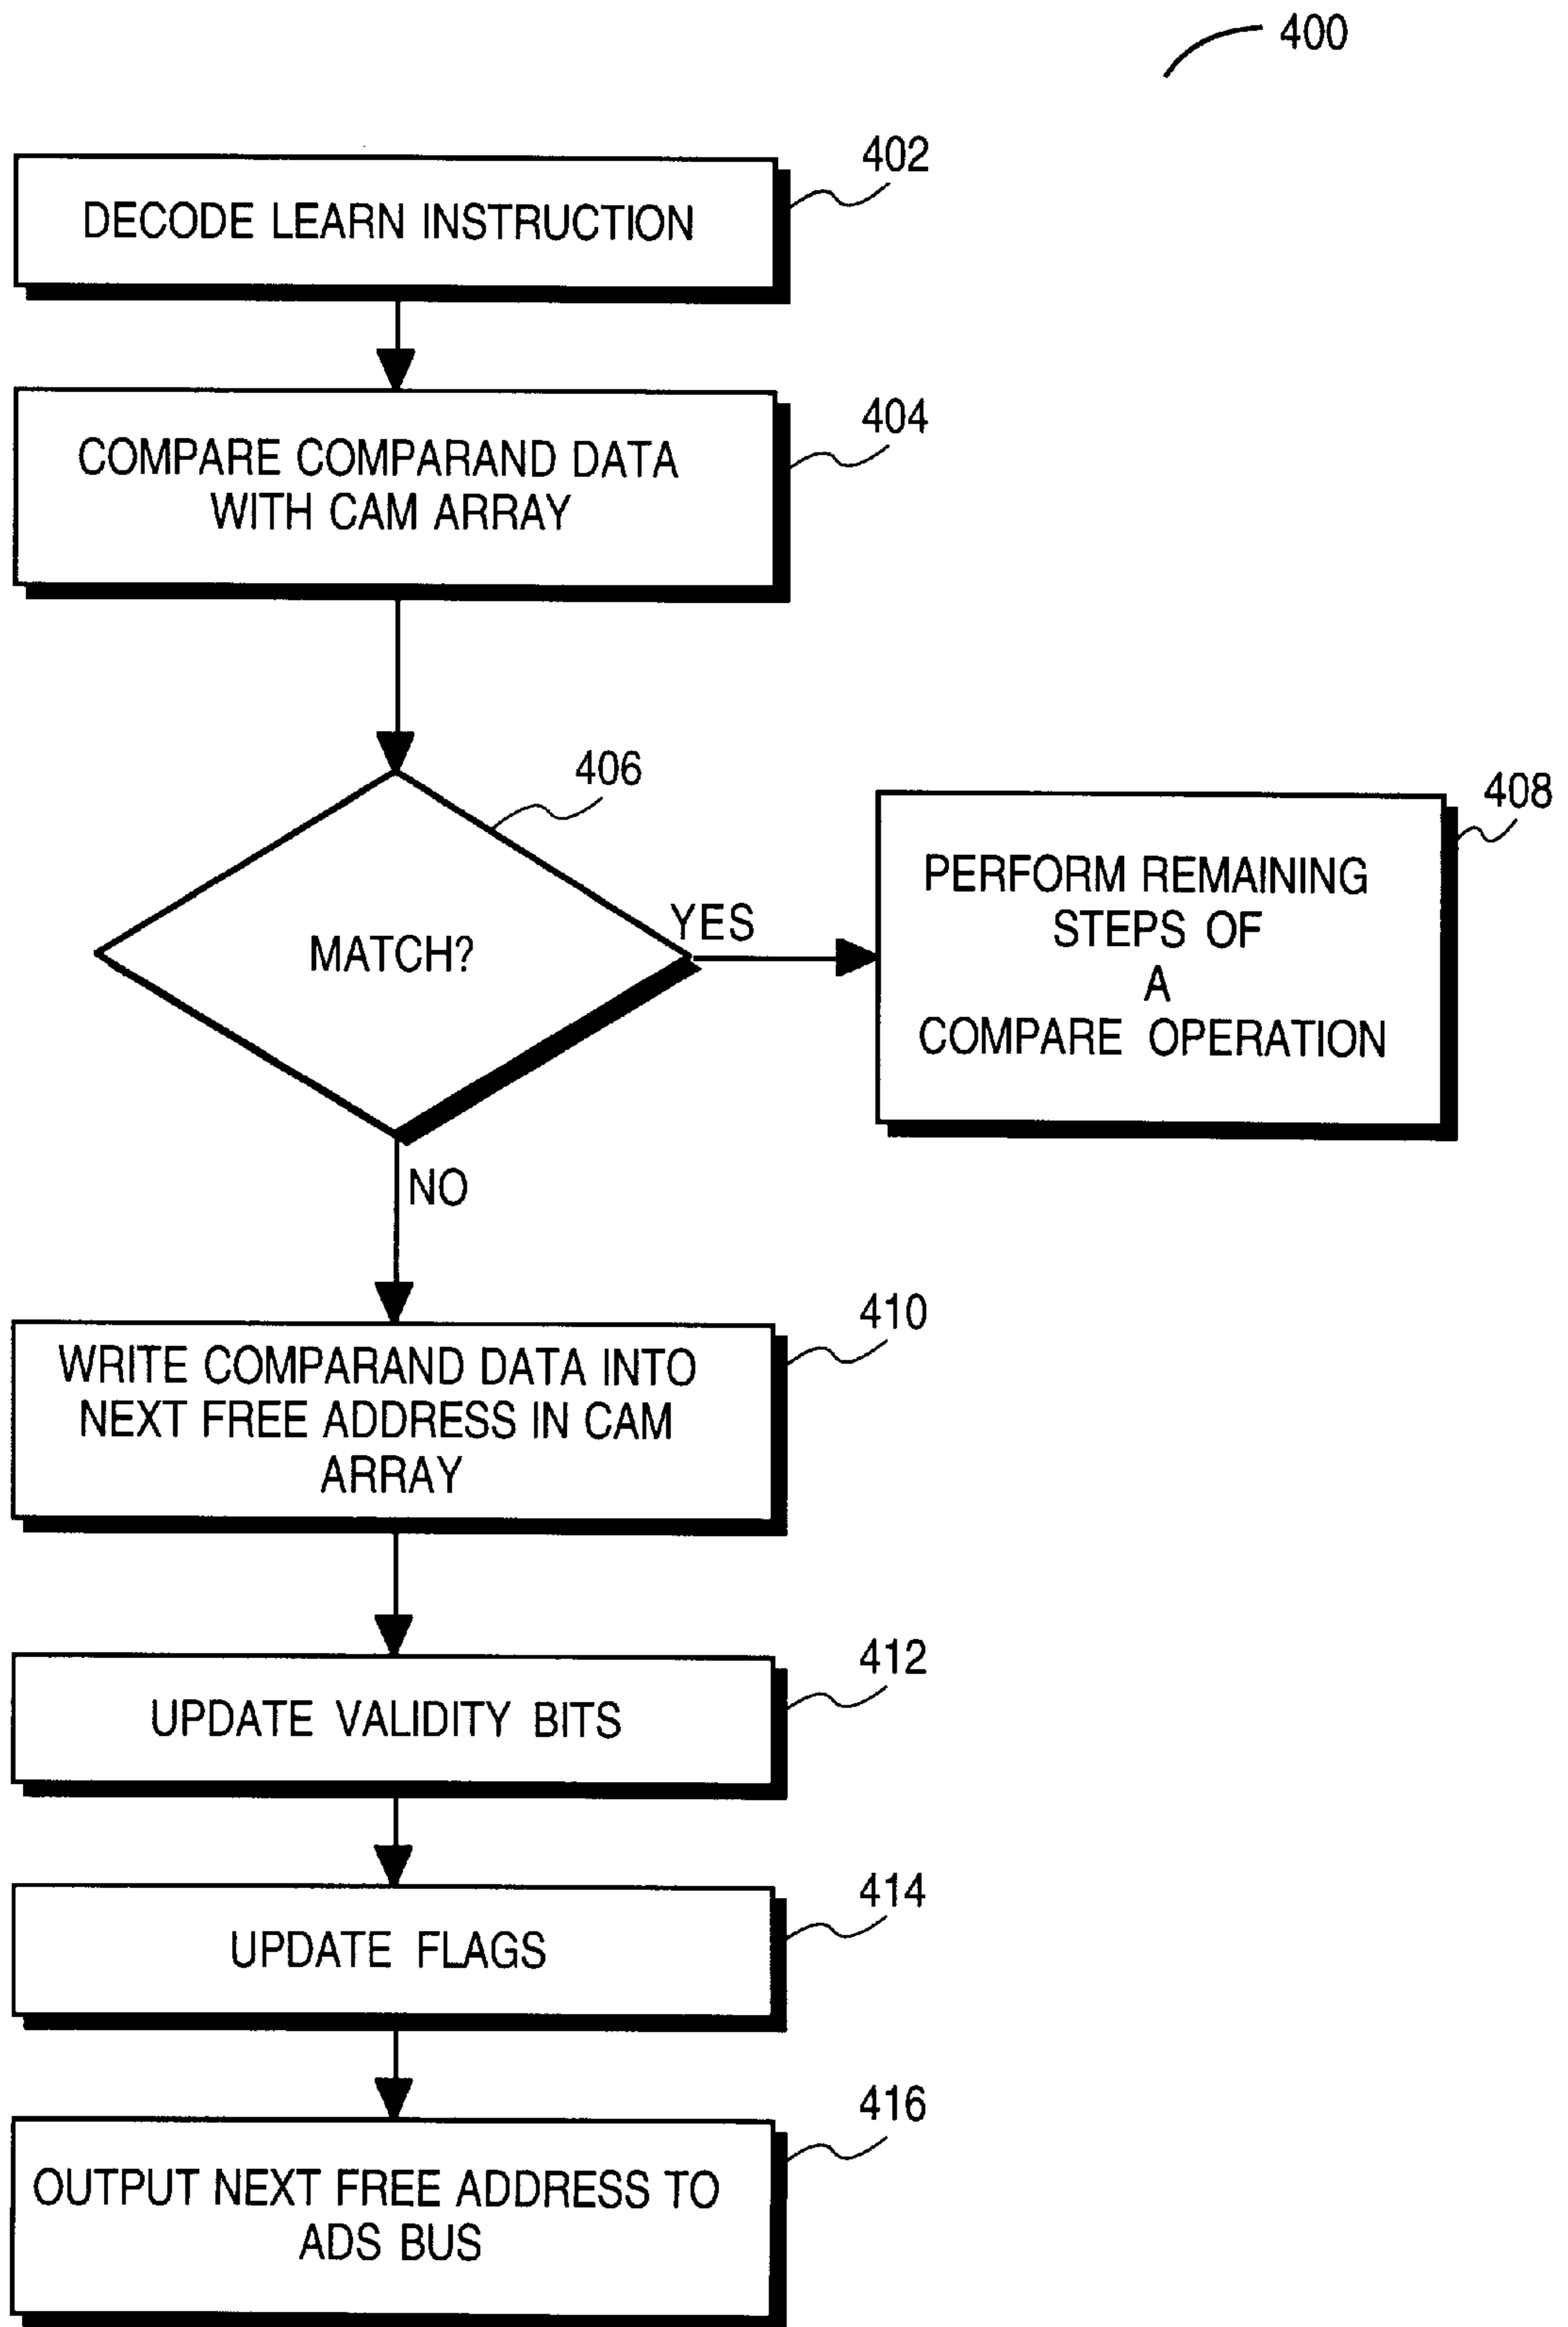 400
402
DECODE LEARN INSTRUCTION
404
COMPARE COMPARAND DATA
WITH CAM ARRAY
406
MATCH?
YES
408
PERFORM REMAINING
STEPS OF
A
COMPARE OPERATION
NO
410
WRITE COMPARAND DATA INTO
NEXT FREE ADDRESS IN CAM
ARRAY
412
UPDATE VALIDITY BITS
414
UPDATE FLAGS
416
OUTPUT NEXT FREE ADDRESS TO
ADS BUS